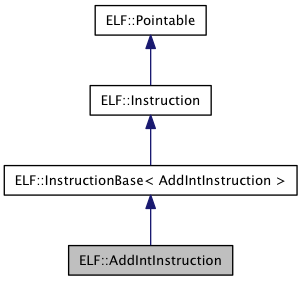 ELF::Pointable
ELF::Instruction
ELF::InstructionBase< AddIntInstruction >
ELF::AddIntInstruction